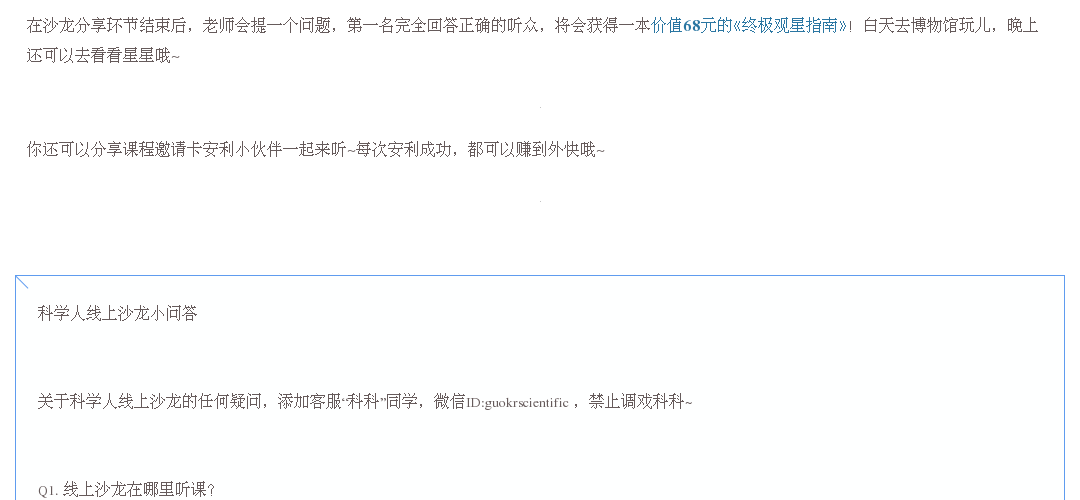 在沙龙分享环节结束后，老师会提一个问题，第一名完全回答正确的听众，将会获得一本价值68元的《终极观星指南》！白天去博物馆玩儿，晚上
还可以去看看星星哦~
你还可以分享课程邀请卡安利小伙伴一起来听~每次安利成功，都可以赚到外快哦~
科学人线上沙龙小问答
关于科学人线上沙龙的任何疑问，添加客服“科科”同学，微信ID:guokrscientific ，禁止调戏科科~
Q1. 线上沙龙在哪里听课？